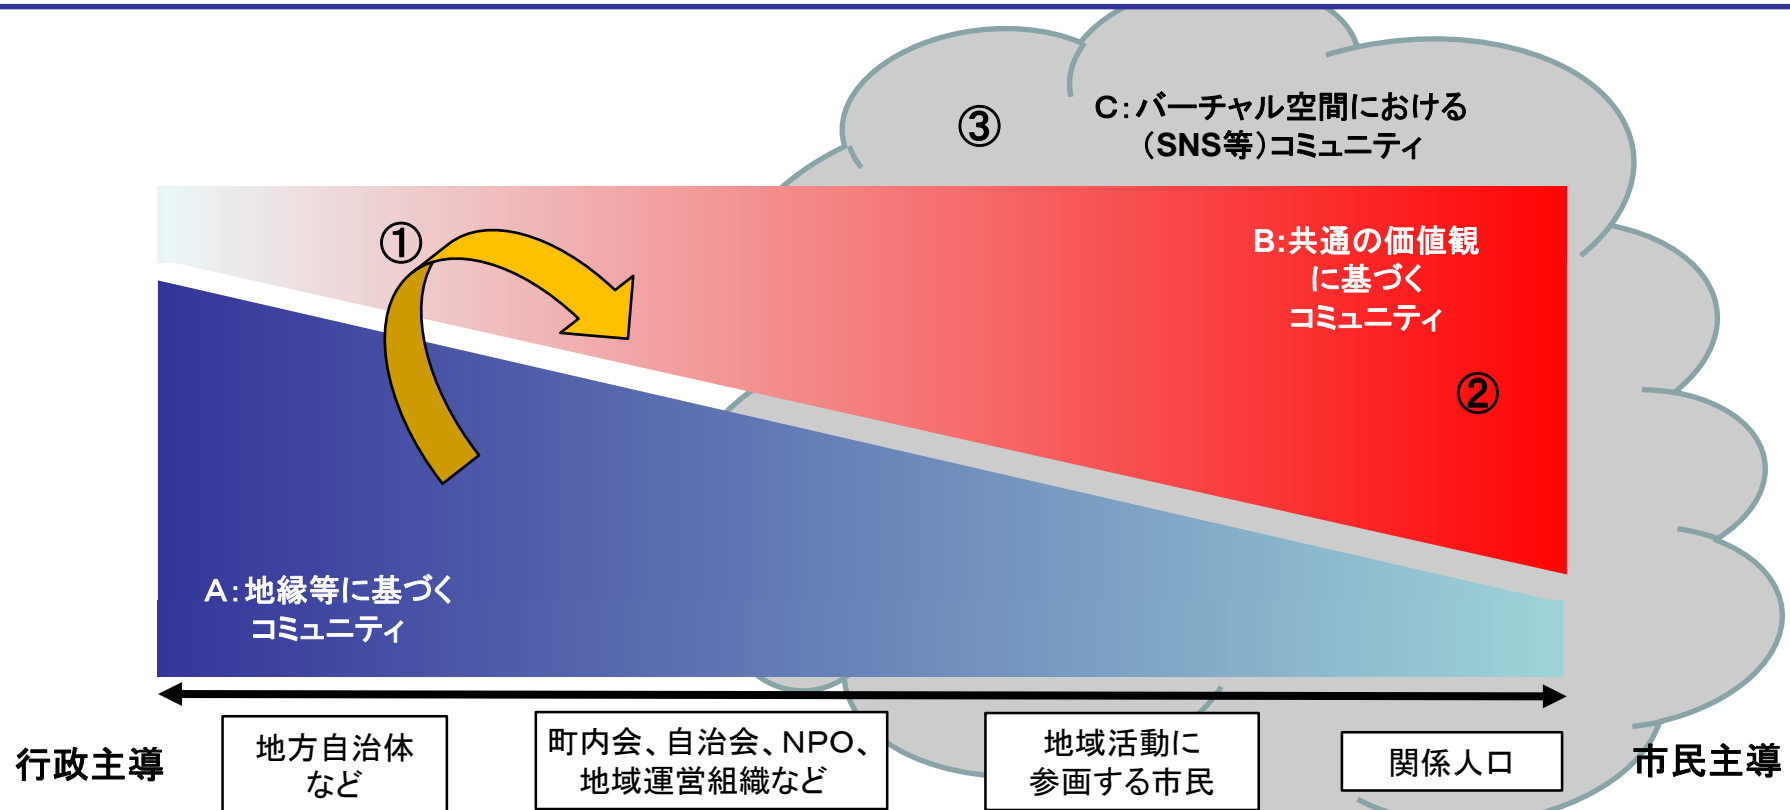 ③
C：バーチャル空間における
（SNS等）コミュニティ
①
B:共通の価値観
に基づく
コミュニティ
②
A：地縁等に基づく
コミュニティ
行政主導
地方自治体
など
町内会、自治会、NPO、
地域運営組織など
地域活動に
参画する市民
関係人口
市民主導